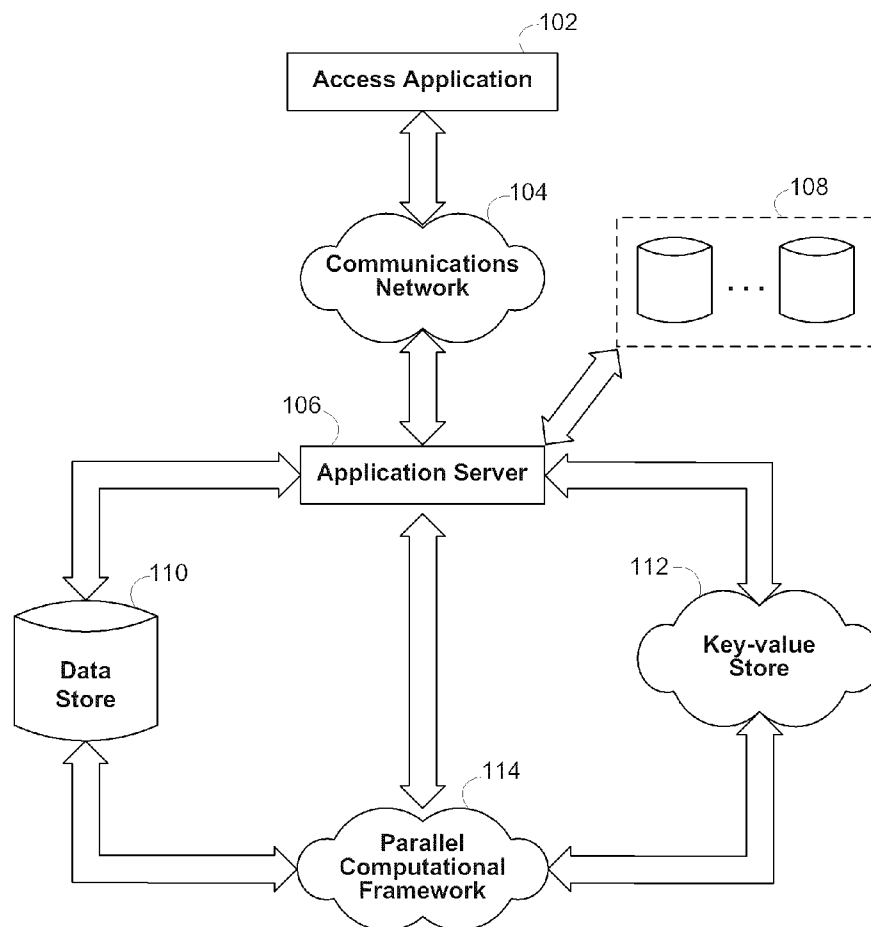 102
Access Application
104
Communications
Network
108
. . .
106
Application Server
110
Data
Store
112
Key-value
Store
114
Parallel
Computational
Framework